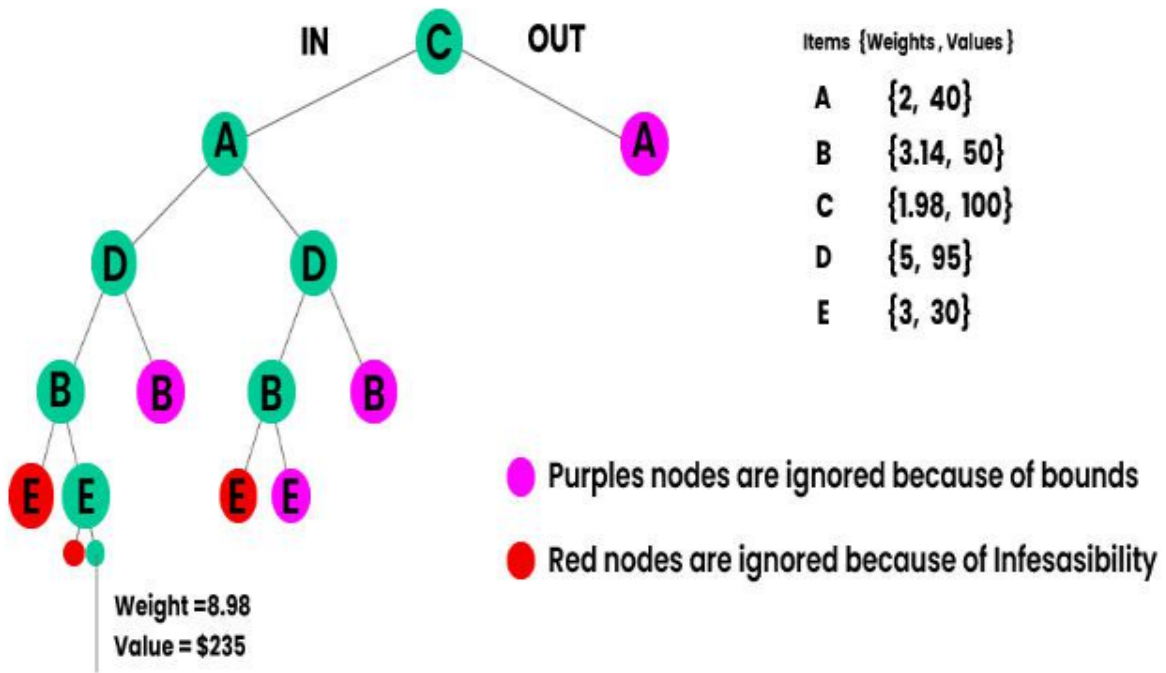 IN
OUT
C
A
A
D
D
B
B
B
B
E
E
E
E
Weight =8.98
Value = $235
Items {Weights, Values}
A {2, 40}
B {3.14, 50}
C {1.98, 100}
D {5, 95}
E {3, 30}
Purples nodes are ignored because of bounds
Red nodes are ignored because of Infesasibility